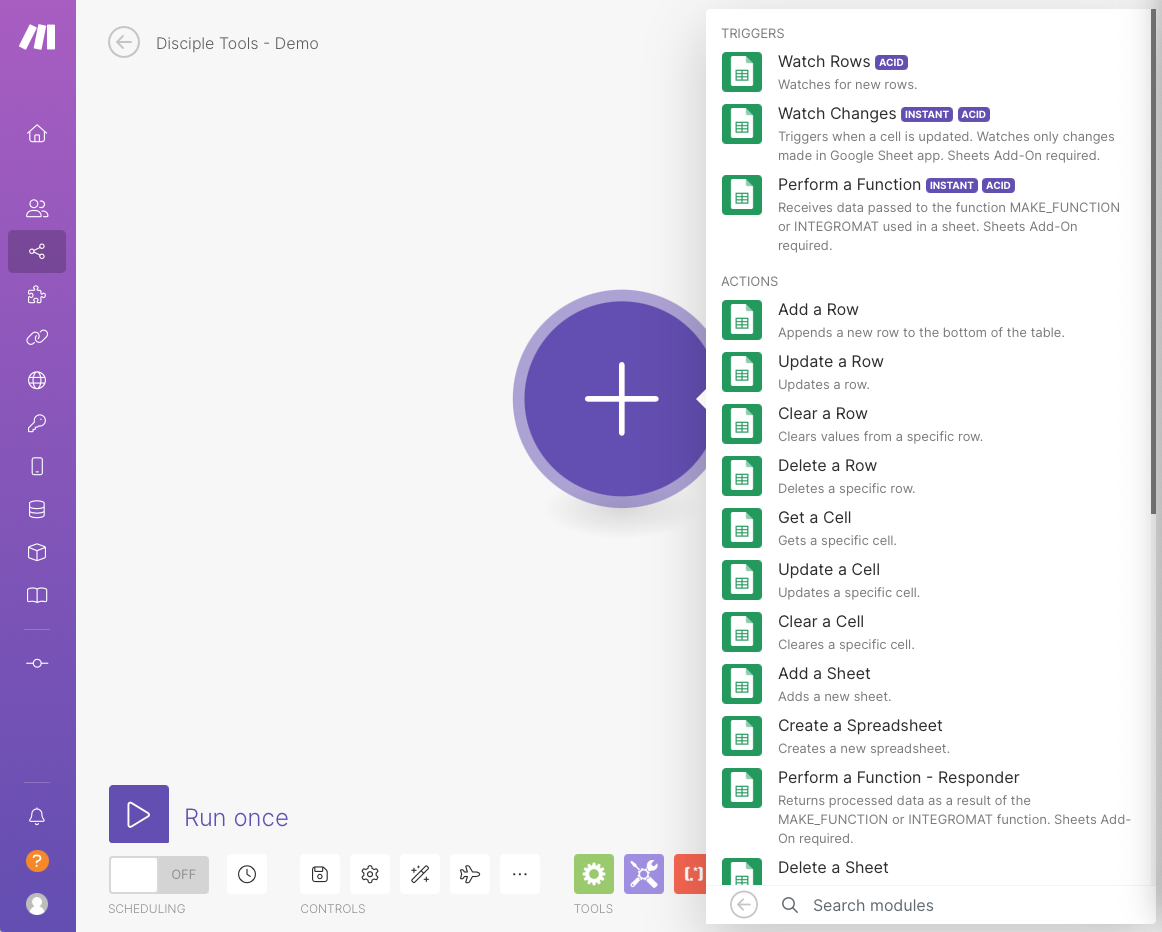 Disciple Tools - Demo
TRIGGERS
Watch Rows ACID
Watches for new rows.
Watch Changes INSTANT ACID
Triggers when a cell is updated. Watches only changes
made in Google Sheet app. Sheets Add-On required.
Perform a Function INSTANT ACID
Receives data passed to the function MAKE_FUNCTION
or INTEGROMAT used in a sheet. Sheets Add-On
required.
ACTIONS
Add a Row
Appends a new row to the bottom of the table.
Update a Row
Updates a row.
Clear a Row
Clears values from a specific row.
Delete a Row
Deletes a specific row.
Get a Cell
Gets a specific cell.
Update a Cell
Updates a specific cell.
Clear a Cell
Cleares a specific cell.
Add a Sheet
Adds a new sheet.
Create a Spreadsheet
Creates a new spreadsheet.
Perform a Function - Responder
Returns processed data as a result of the
MAKE_FUNCTION or INTEGROMAT function. Sheets Add-
On required.
Delete a Sheet
Search modules
Run once
OFF
SCHEDULING
CONTROLS
TOOLS